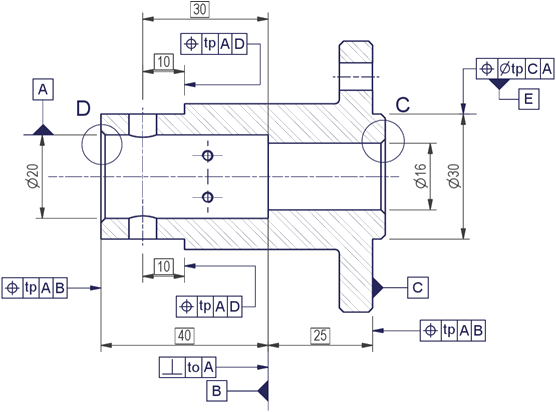 30
⌖ tp A D
10
⌖ Ø tp C A
E
A
D
C
Ø20
Ø16
Ø30
⌖ tp A B
10
⌖ tp A D
C
40
25
⌖ tp A B
⊥ to A
B